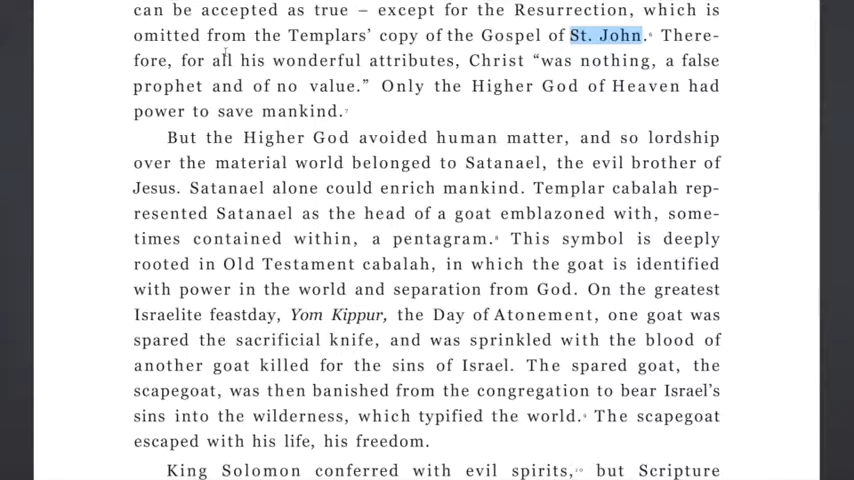 can be accepted as true – except for the Resurrection, which is
omitted from the Templars’ copy of the Gospel of St. John.⁶ There-
fore, for all his wonderful attributes, Christ “was nothing, a false
prophet and of no value.” Only the Higher God of Heaven had
power to save mankind.⁷
But the Higher God avoided human matter, and so lordship
over the material world belonged to Satanael, the evil brother of
Jesus. Satanael alone could enrich mankind. Templar cabalah rep-
resented Satanael as the head of a goat emblazoned with, some-
times contained within, a pentagram.⁸ This symbol is deeply
rooted in Old Testament cabalah, in which the goat is identified
with power in the world and separation from God. On the greatest
Israelite feastday, Yom Kippur, the Day of Atonement, one goat was
spared the sacrificial knife, and was sprinkled with the blood of
another goat killed for the sins of Israel. The spared goat, the
scapegoat, was then banished from the congregation to bear Israel’s
sins into the wilderness, which typified the world.⁹ The scapegoat
escaped with his life, his freedom.
King Solomon conferred with evil spirits,¹⁰ but Scripture